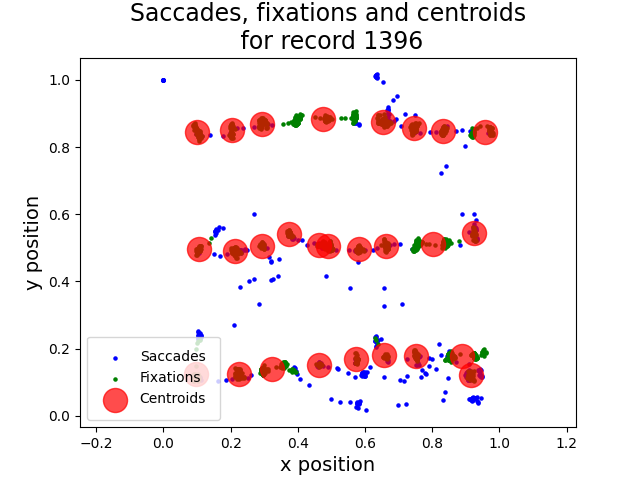 Saccades, fixations and centroids
for record 1396
1.0
0.8
0.6
0.4
0.2
0.0
y position
Saccades
Fixations
Centroids
−0.2 0.0 0.2 0.4 0.6 0.8 1.0 1.2
x position